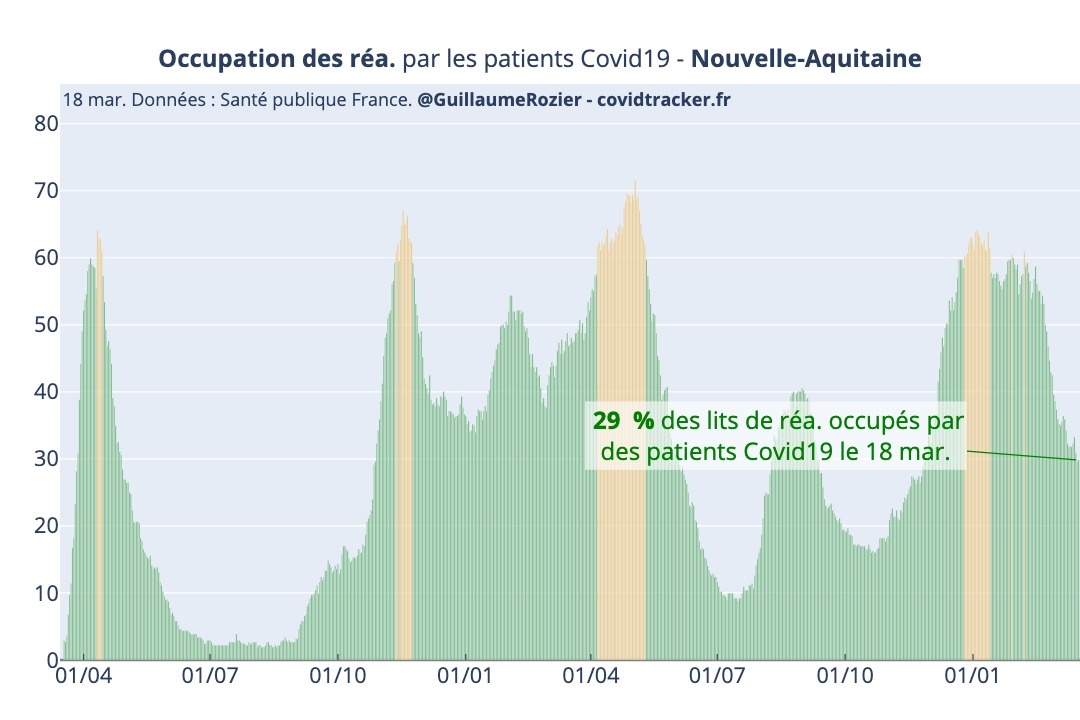 Occupation des réa. par les patients Covid19 - Nouvelle-Aquitaine
18 mar. Données : Santé publique France. @GuillaumeRozier - covidtracker.fr
80
70
60
50
40
30
20
10
0
29 % des lits de réa. occupés par
des patients Covid19 le 18 mar.
01/04 01/07 01/10 01/01 01/04 01/07 01/10 01/01